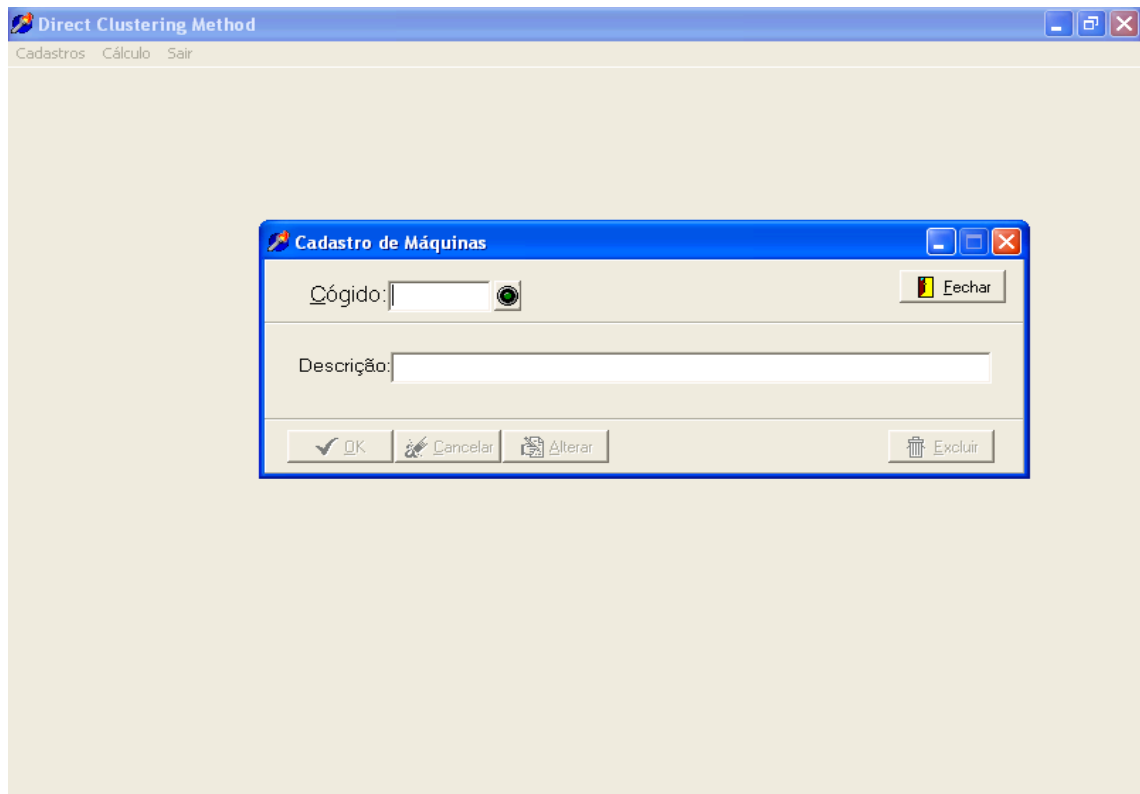 Direct Clustering Method
Cadastros Cálculo Sair
Cadastro de Máquinas
Cógido:
Fechar
Descrição:
OK Cancelar Alterar Excluir